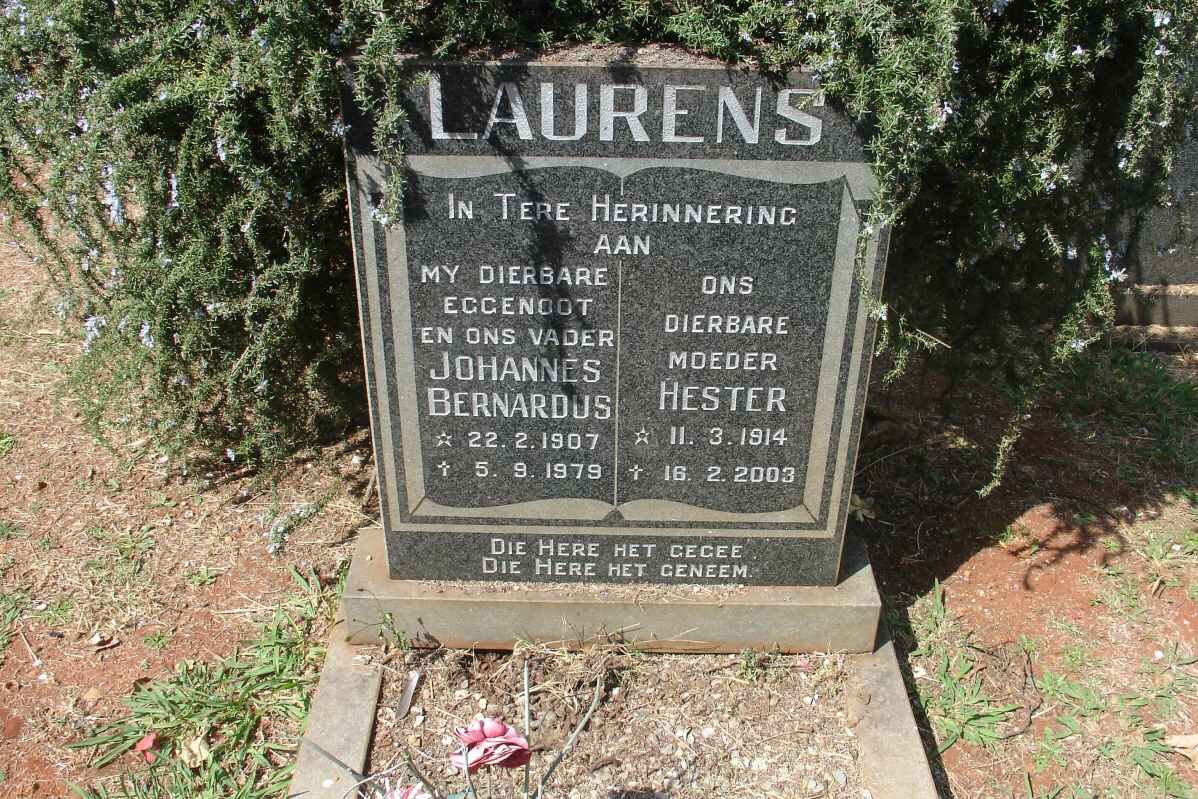 LAURENS
IN TERE HERINNERING
AAN
MY DIERBARE
EGGENOOT
EN ONS VADER
JOHANNES
BERNARDUS
☆ 22.2.1907
† 5.9.1979
ONS
DIERBARE
MOEDER
HESTER
☆ 11.3.1914
† 16.2.2003
DIE HERE HET GEGEE.
DIE HERE HET GENEEM.